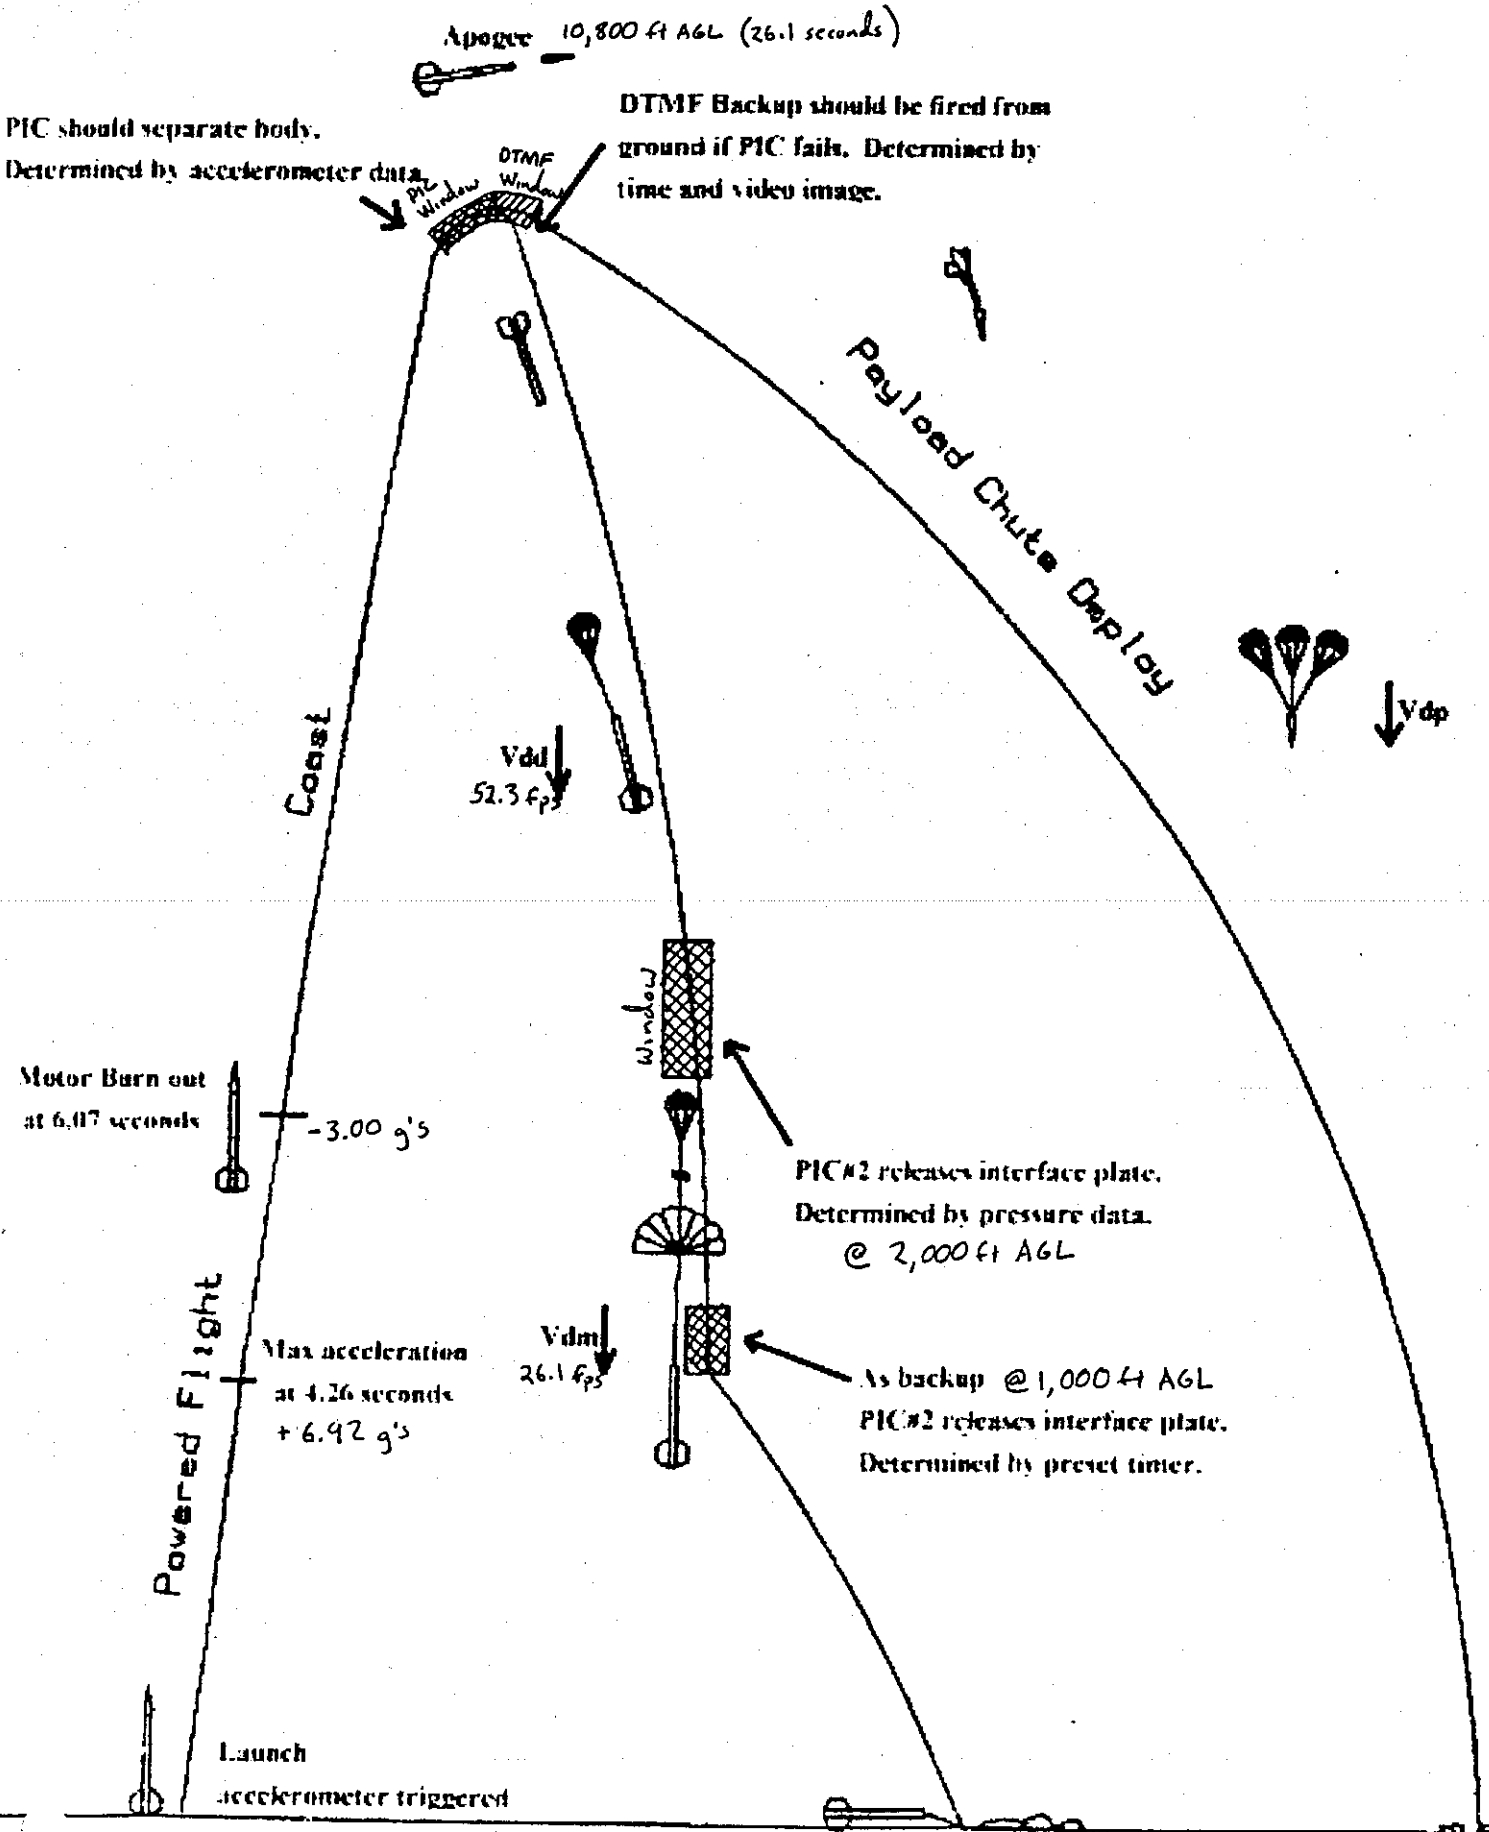 Apogee 10,800 ft AGL (26.1 seconds)
PIC should separate body.
Determined by accelerometer data.
DTMF Backup should be fired from
ground if PIC fails. Determined by
time and video image.
PIC
Window
DTMF
Window
Payload Chute Deploy
Vdp
Coast
Vdd
52.3 fps
Window
Motor Burn out
at 6.07 seconds
-3.00 g's
PIC#2 releases interface plate.
Determined by pressure data.
@ 2,000 ft AGL
Powered Flight
Max acceleration
at 4.26 seconds
+6.92 g's
Vdm
26.1 fps
As backup @ 1,000 ft AGL
PIC#2 releases interface plate.
Determined by preset timer.
Launch
accelerometer triggered